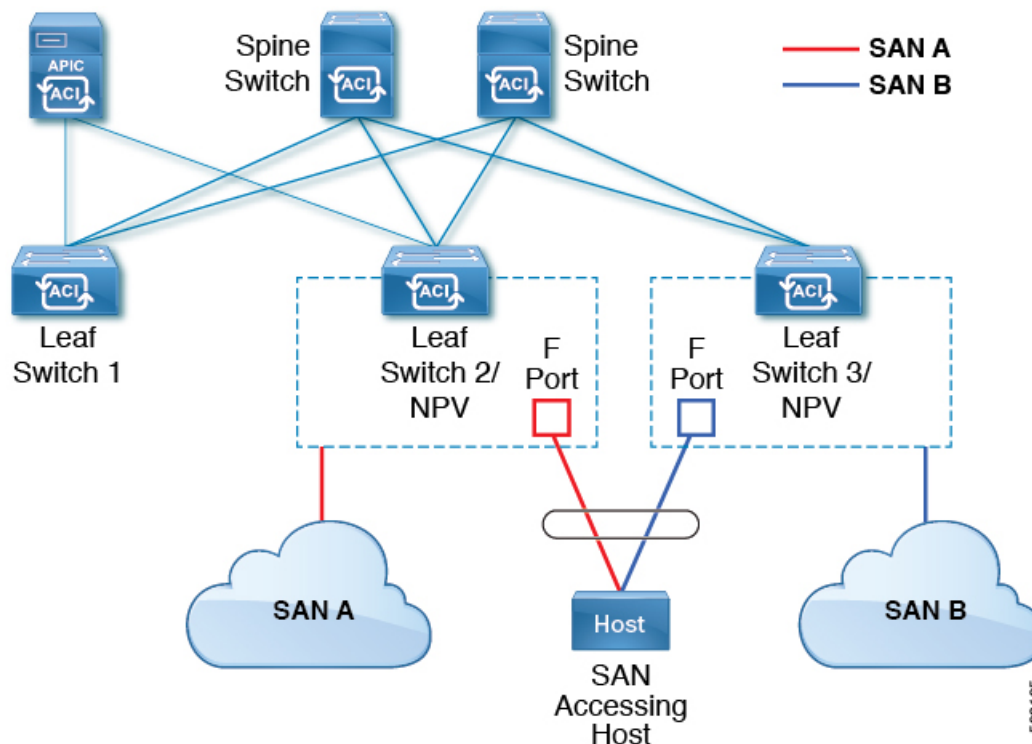 APIC
ACI
Spine
Switch
ACI
Spine
Switch
ACI
SAN A
SAN B
ACI
Leaf
Switch 1
ACI
Leaf
Switch 2/
NPV
F
Port
F
Port
ACI
Leaf
Switch 3/
NPV
SAN A
Host
SAN
Accessing
Host
SAN B